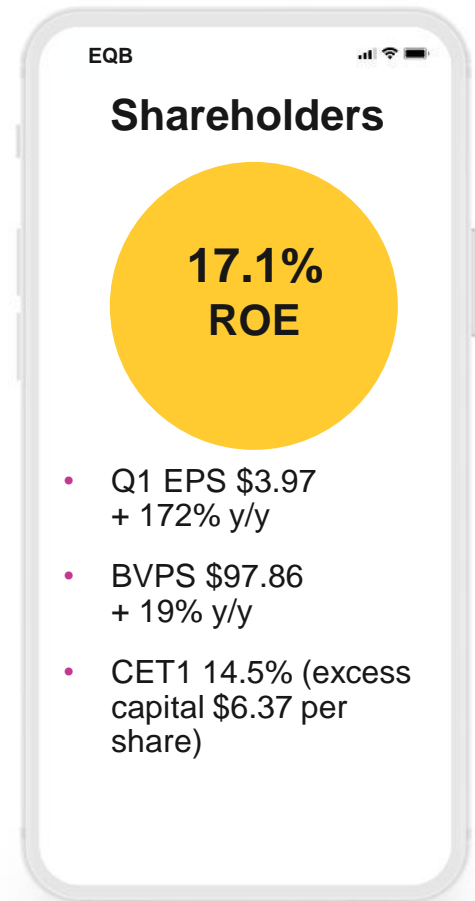 EQB
Shareholders
17.1%
ROE
• Q1 EPS $3.97
+ 172% y/y
• BVPS $97.86
+ 19% y/y
• CET1 14.5% (excess
capital $6.37 per
share)